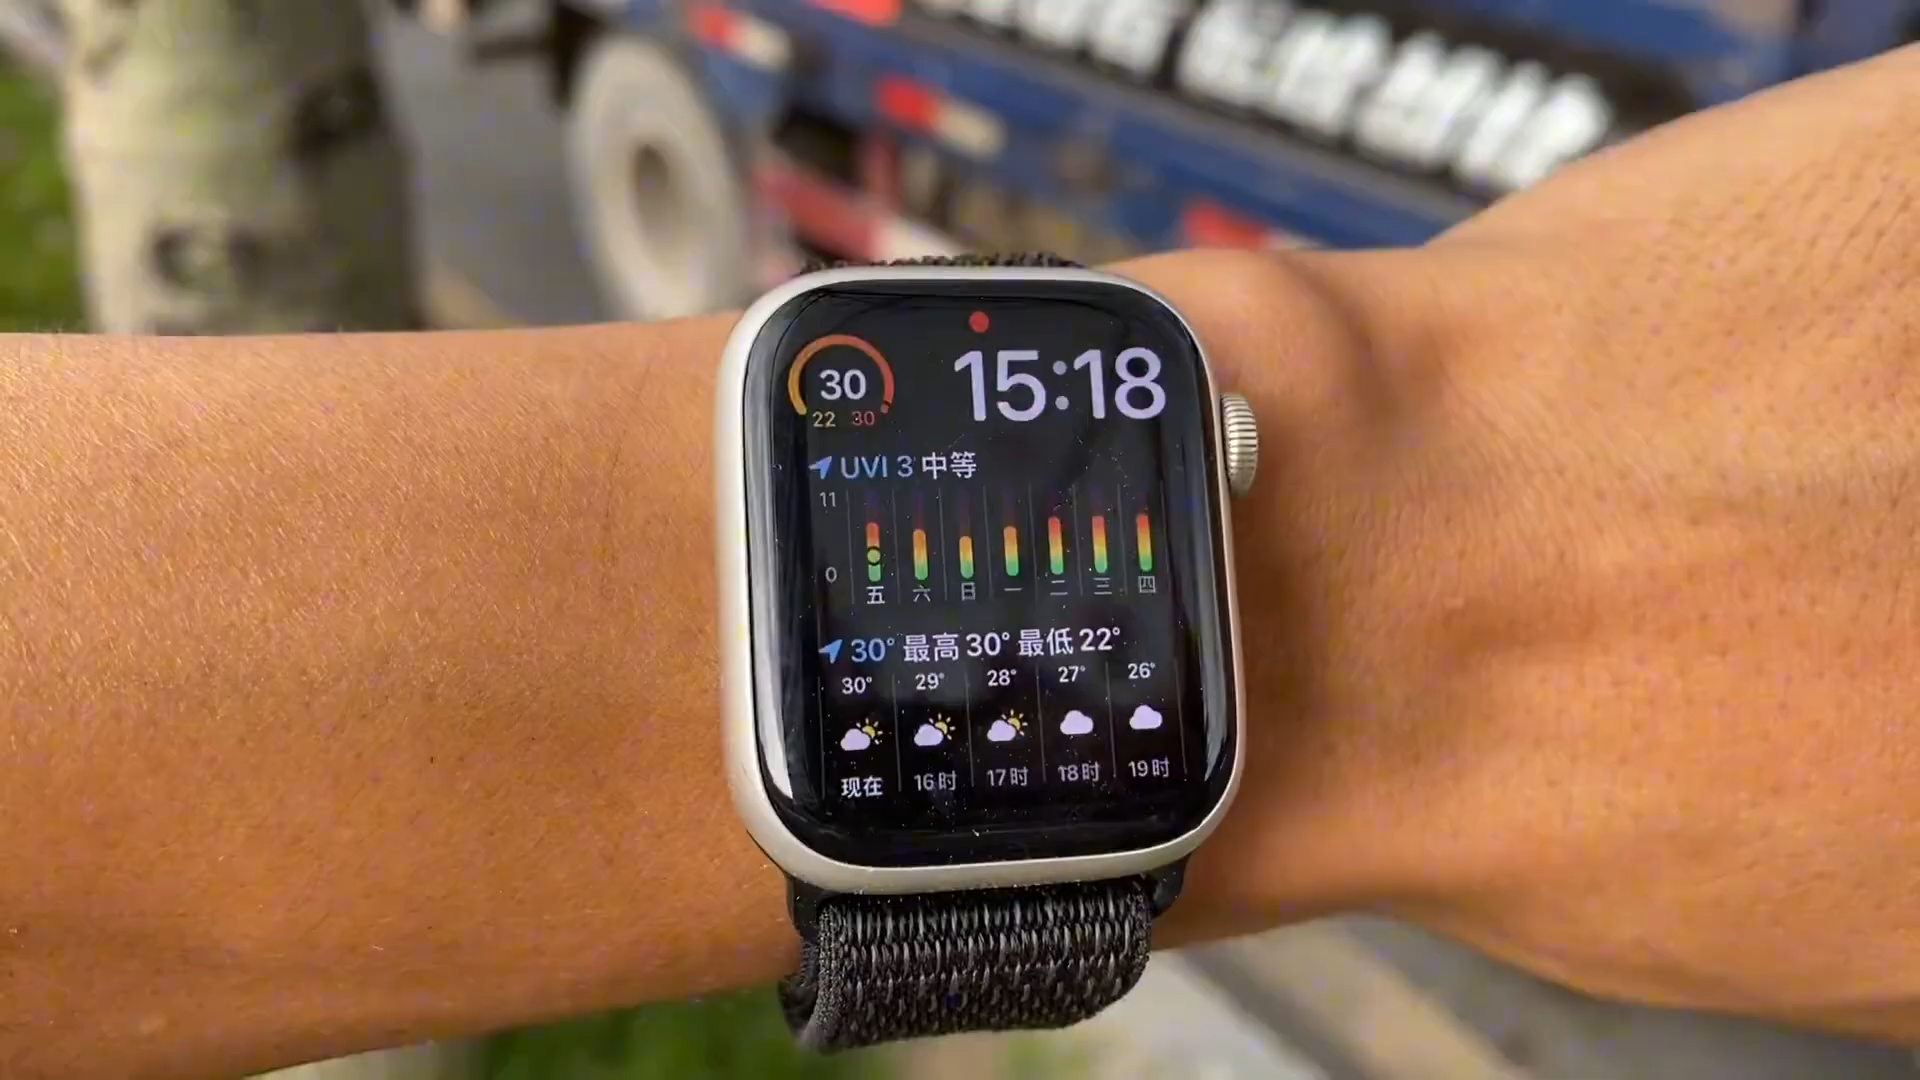 30
22 30
15:18
UVI 3 中等
11
0
五 六 日 一 二 三 四
30° 最高 30° 最低 22°
30° 29° 28° 27° 26°
现在 16时 17时 18时 19时